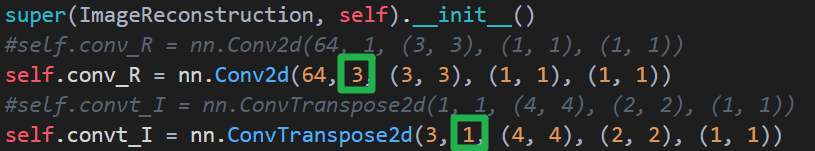 super(ImageReconstruction, self).__init__()
#self.conv_R = nn.Conv2d(64, 1, (3, 3), (1, 1), (1, 1))
self.conv_R = nn.Conv2d(64, 3, (3, 3), (1, 1), (1, 1))
#self.convt_I = nn.ConvTranspose2d(1, 1, (4, 4), (2, 2), (1, 1))
self.convt_I = nn.ConvTranspose2d(3, 1, (4, 4), (2, 2), (1, 1))